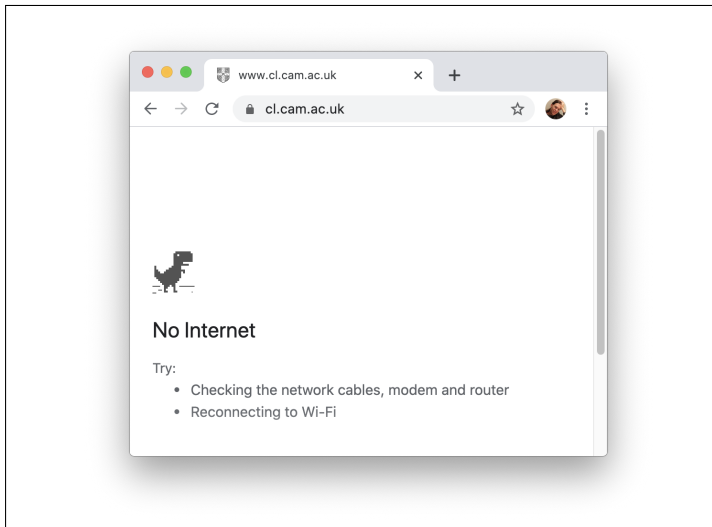 www.cl.cam.ac.uk
cl.cam.ac.uk
No Internet
Try:
• Checking the network cables, modem and router
• Reconnecting to Wi-Fi